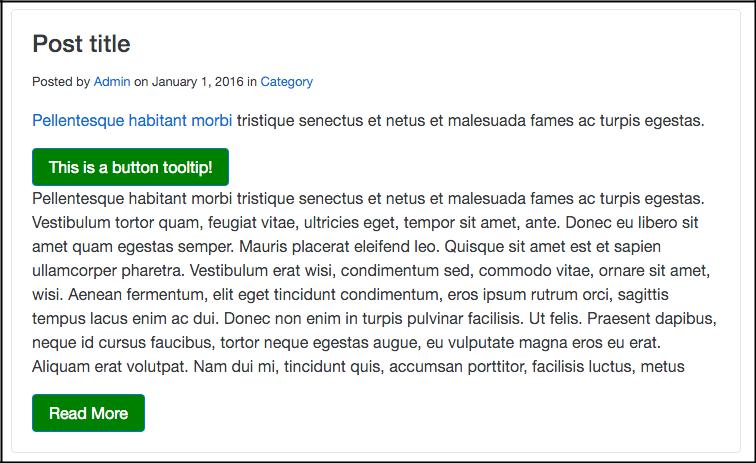 Post title
Posted by Admin on January 1, 2016 in Category
Pellentesque habitant morbi tristique senectus et netus et malesuada fames ac turpis egestas.
This is a button tooltip!
Pellentesque habitant morbi tristique senectus et netus et malesuada fames ac turpis egestas.
Vestibulum tortor quam, feugiat vitae, ultricies eget, tempor sit amet, ante. Donec eu libero sit
amet quam egestas semper. Mauris placerat eleifend leo. Quisque sit amet est et sapien
ullamcorper pharetra. Vestibulum erat wisi, condimentum sed, commodo vitae, ornare sit amet,
wisi. Aenean fermentum, elit eget tincidunt condimentum, eros ipsum rutrum orci, sagittis
tempus lacus enim ac dui. Donec non enim in turpis pulvinar facilisis. Ut felis. Praesent dapibus,
neque id cursus faucibus, tortor neque egestas augue, eu vulputate magna eros eu erat.
Aliquam erat volutpat. Nam dui mi, tincidunt quis, accumsan porttitor, facilisis luctus, metus
Read More